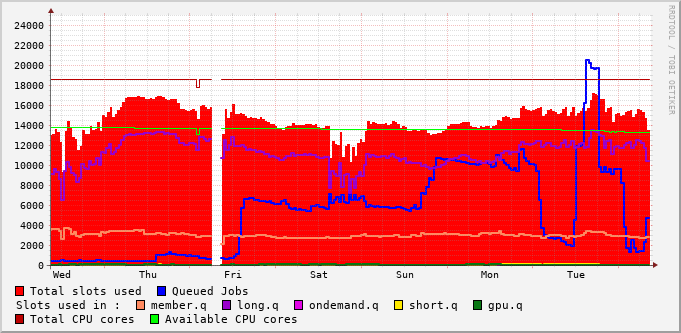 24000
22000
20000
18000
16000
14000
12000
10000
8000
6000
4000
2000
0
Wed Thu Fri Sat Sun Mon Tue
Total slots used Queued Jobs
Slots used in : member.q long.q ondemand.q short.q gpu.q
Total CPU cores Available CPU cores
RRDTOOL / TOBI OETIKER